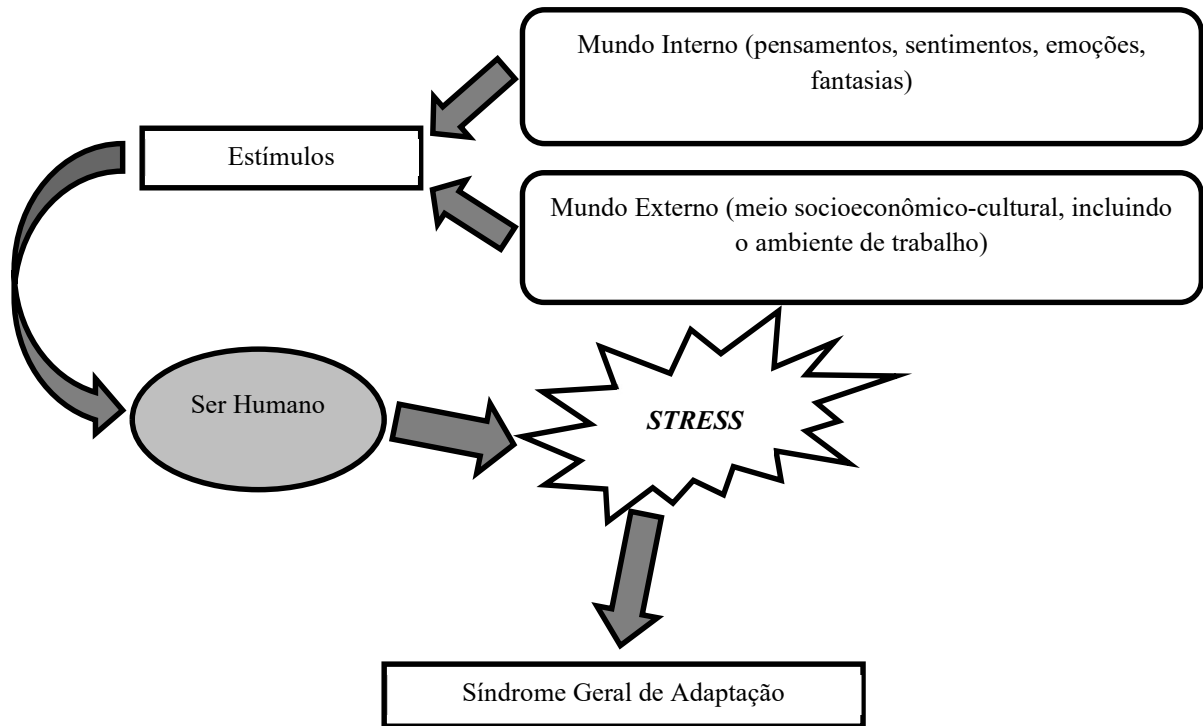 Mundo Interno (pensamentos, sentimentos, emoções,
fantasias)
Estímulos
Mundo Externo (meio socioeconômico-cultural, incluindo
o ambiente de trabalho)
Ser Humano
STRESS
Síndrome Geral de Adaptação